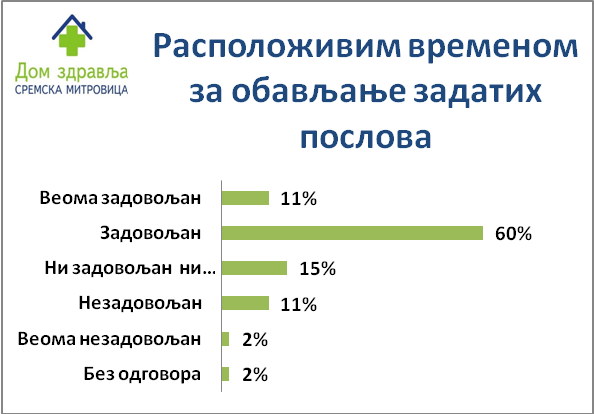 Дом здравља
СРЕМСКА МИТРОВИЦА
Расположивим временом
за обављање задатих
послова
Веома задовољан 11%
Задовољан 60%
Ни задовољан ни... 15%
Незадовољан 11%
Веома незадовољан 2%
Без одговора 2%